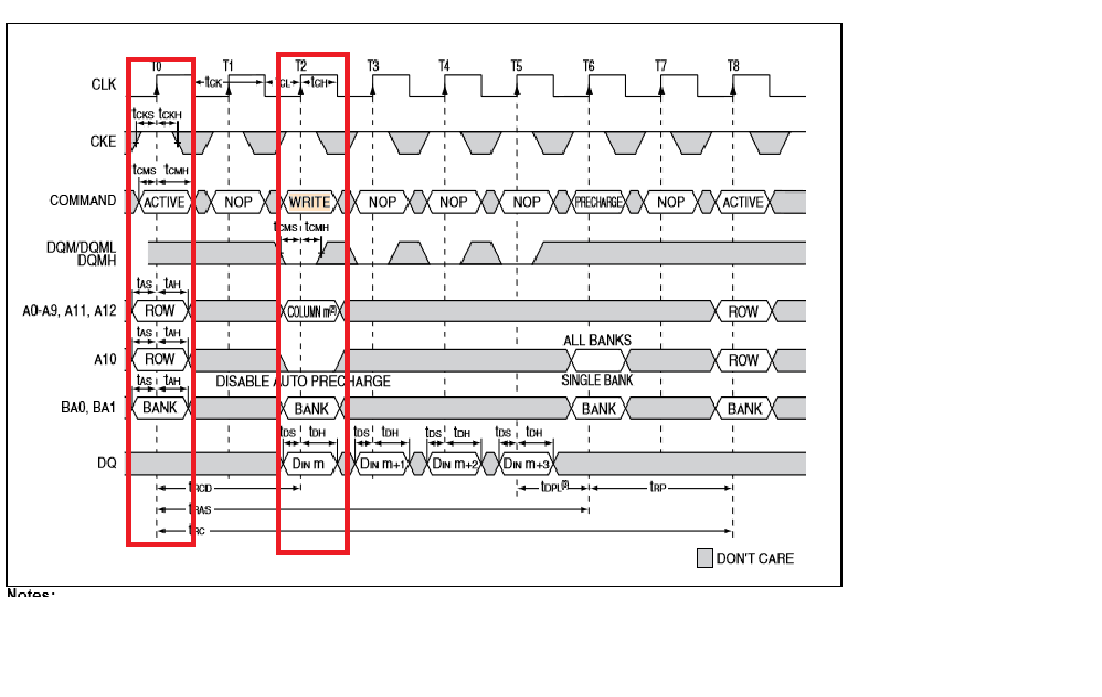 T0 T1 T2 T3 T4 T5 T6 T7 T8
CLK tCK tCL tCH
tCKS tCKH
CKE
tCMS tCMH
COMMAND ACTIVE NOP WRITE NOP NOP NOP PRECHARGE NOP ACTIVE
tCMS tCMH
DQM/DQML
DQMH
tAS tAH
A0-A9, A11, A12 ROW COLUMN m[2] ROW
tAS tAH ALL BANKS
A10 ROW ROW
tAS tAH DISABLE AUTO PRECHARGE SINGLE BANK
BA0, BA1 BANK BANK BANK BANK
tDS tDH tDS tDH tDS tDH tDS tDH
DQ DIN m DIN m+1 DIN m+2 DIN m+3
tRCD tDPL[3] tRP
tRAS
tRC
DON'T CARE
Notes: